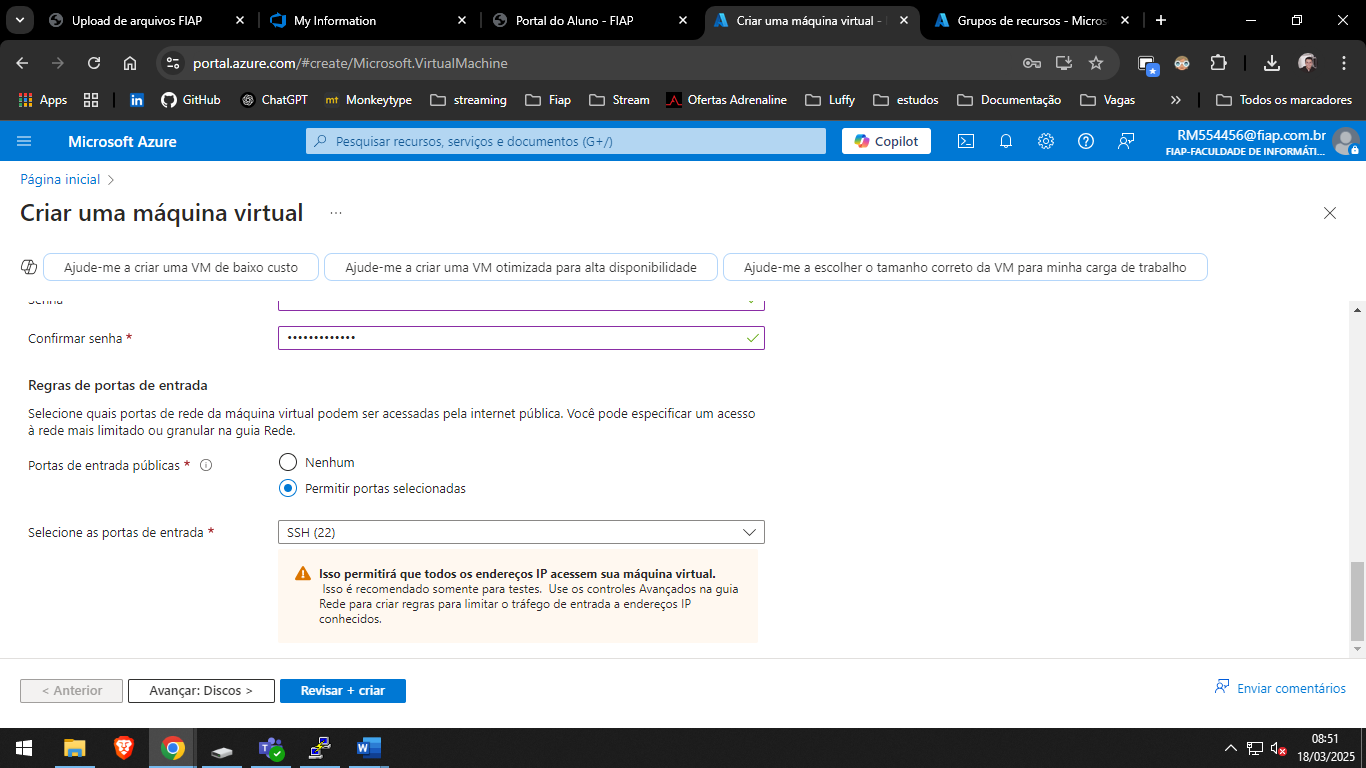 Upload de arquivos FIAP
My Information
Portal do Aluno - FIAP
Criar uma máquina virtual -
Grupos de recursos - Micros
portal.azure.com/#create/Microsoft.VirtualMachine
Apps
GitHub
ChatGPT
mt Monkeytype
streaming
Fiap
Stream
Ofertas Adrenaline
Luffy
estudos
Documentação
Vagas
»
Todos os marcadores
Microsoft Azure
Pesquisar recursos, serviços e documentos (G+/)
Copilot
RM554456@fiap.com.br
FIAP-FACULDADE DE INFORMÁTI...
Página inicial >
Criar uma máquina virtual ...
Ajude-me a criar uma VM de baixo custo
Ajude-me a criar uma VM otimizada para alta disponibilidade
Ajude-me a escolher o tamanho correto da VM para minha carga de trabalho
Senha
Confirmar senha *
•••••••••••••
Regras de portas de entrada
Selecione quais portas de rede da máquina virtual podem ser acessadas pela internet pública. Você pode especificar um acesso
à rede mais limitado ou granular na guia Rede.
Portas de entrada públicas *
Nenhum
Permitir portas selecionadas
Selecione as portas de entrada *
SSH (22)
Isso permitirá que todos os endereços IP acessem sua máquina virtual.
Isso é recomendado somente para testes. Use os controles Avançados na guia
Rede para criar regras para limitar o tráfego de entrada a endereços IP
conhecidos.
< Anterior
Avançar: Discos >
Revisar + criar
Enviar comentários
08:51
18/03/2025